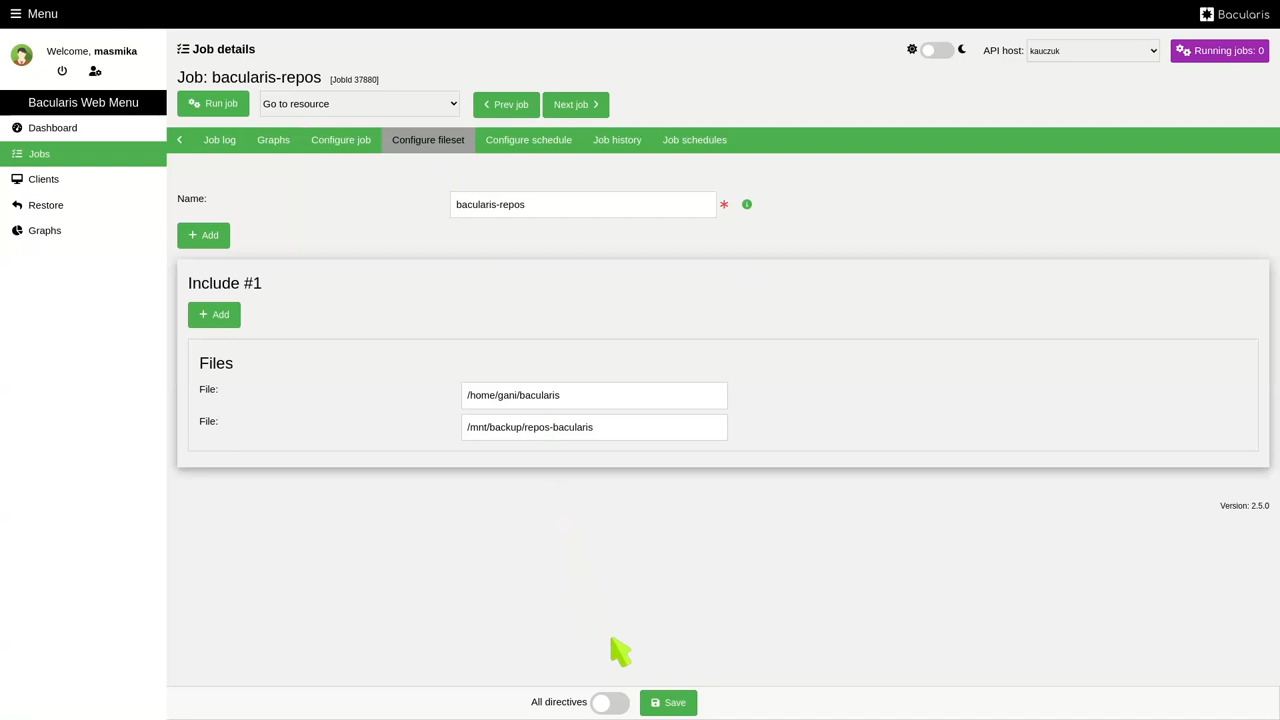 Menu
Bacularis
Welcome, masmika
Bacularis Web Menu
Dashboard
Jobs
Clients
Restore
Graphs
Job details
API host: kauczuk
Running jobs: 0
Job: bacularis-repos [JobId 37880]
Run job
Go to resource
Prev job
Next job
Job log
Graphs
Configure job
Configure fileset
Configure schedule
Job history
Job schedules
Name: bacularis-repos
+ Add
Include #1
+ Add
Files
File: /home/gani/bacularis
File: /mnt/backup/repos-bacularis
Version: 2.5.0
All directives
Save